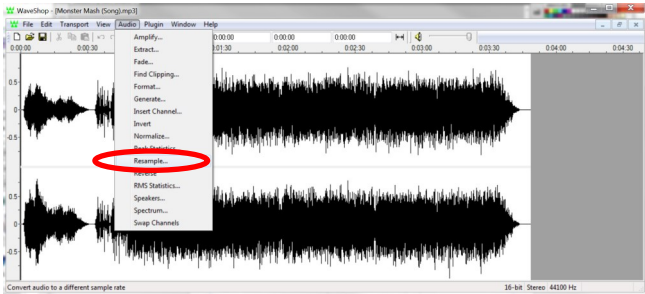 WaveShop - [Monster Mash (Song).mp3]
File Edit Transport View Audio Plugin Window Help
0:00:00 0:00:00 0:00:00
0:00:00 0:00:30 0:01:30 0:02:00 0:02:30 0:03:00 0:03:30 0:04:00 0:04:30
Amplify...
Extract...
Fade...
Find Clipping...
Format...
Generate...
Insert Channel...
Invert
Normalize...
Peak Statistics...
Resample...
Reverse
RMS Statistics...
Speakers...
Spectrum...
Swap Channels
0.5
0
-0.5
0.5
0
-0.5
Convert audio to a different sample rate 16-bit Stereo 44100 Hz